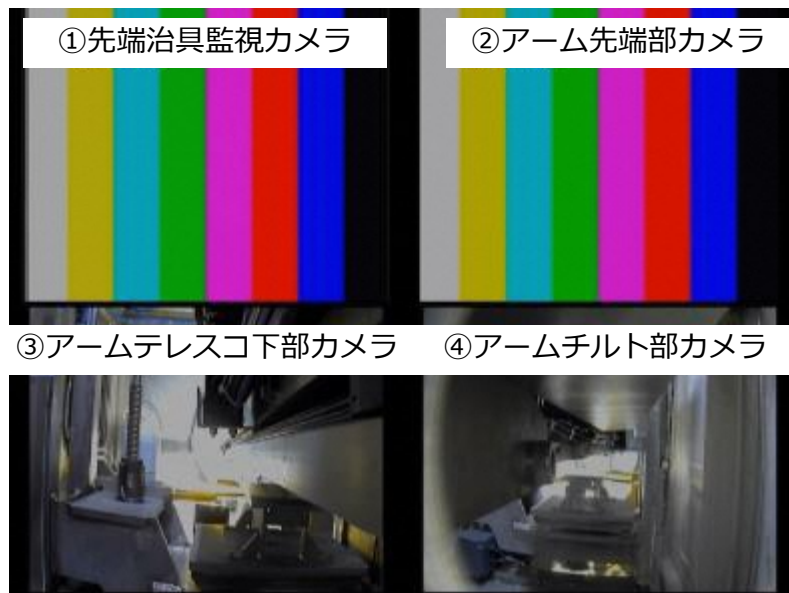 ①先端治具監視カメラ
②アーム先端部カメラ
③アームテレスコ下部カメラ
④アームチルト部カメラ